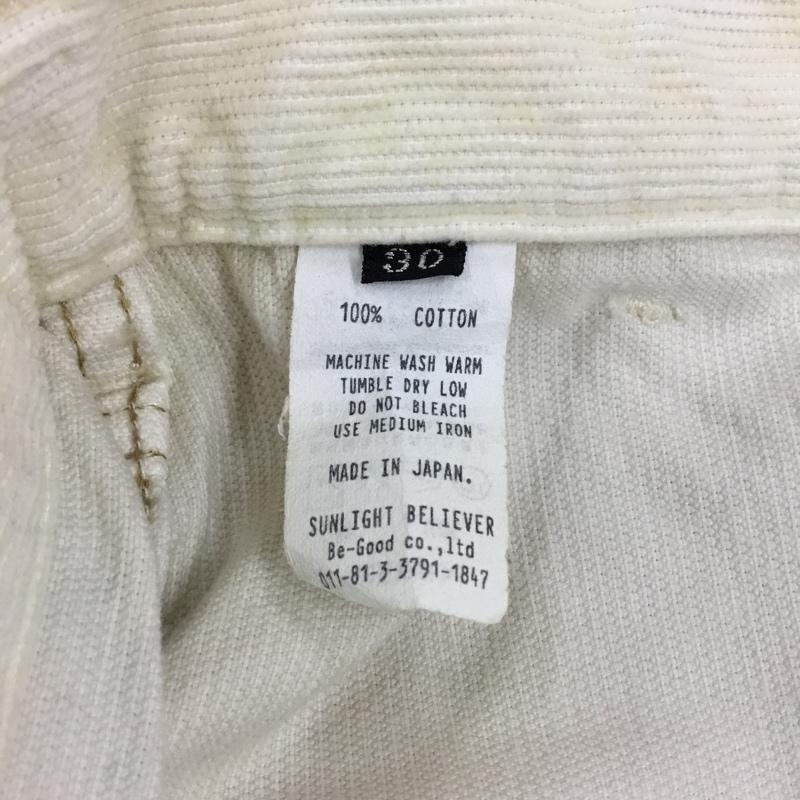 30
100% COTTON
MACHINE WASH WARM
TUMBLE DRY LOW
DO NOT BLEACH
USE MEDIUM IRON
MADE IN JAPAN.
SUNLIGHT BELIEVER
Be-Good co.,ltd
011-81-3-3791-1847